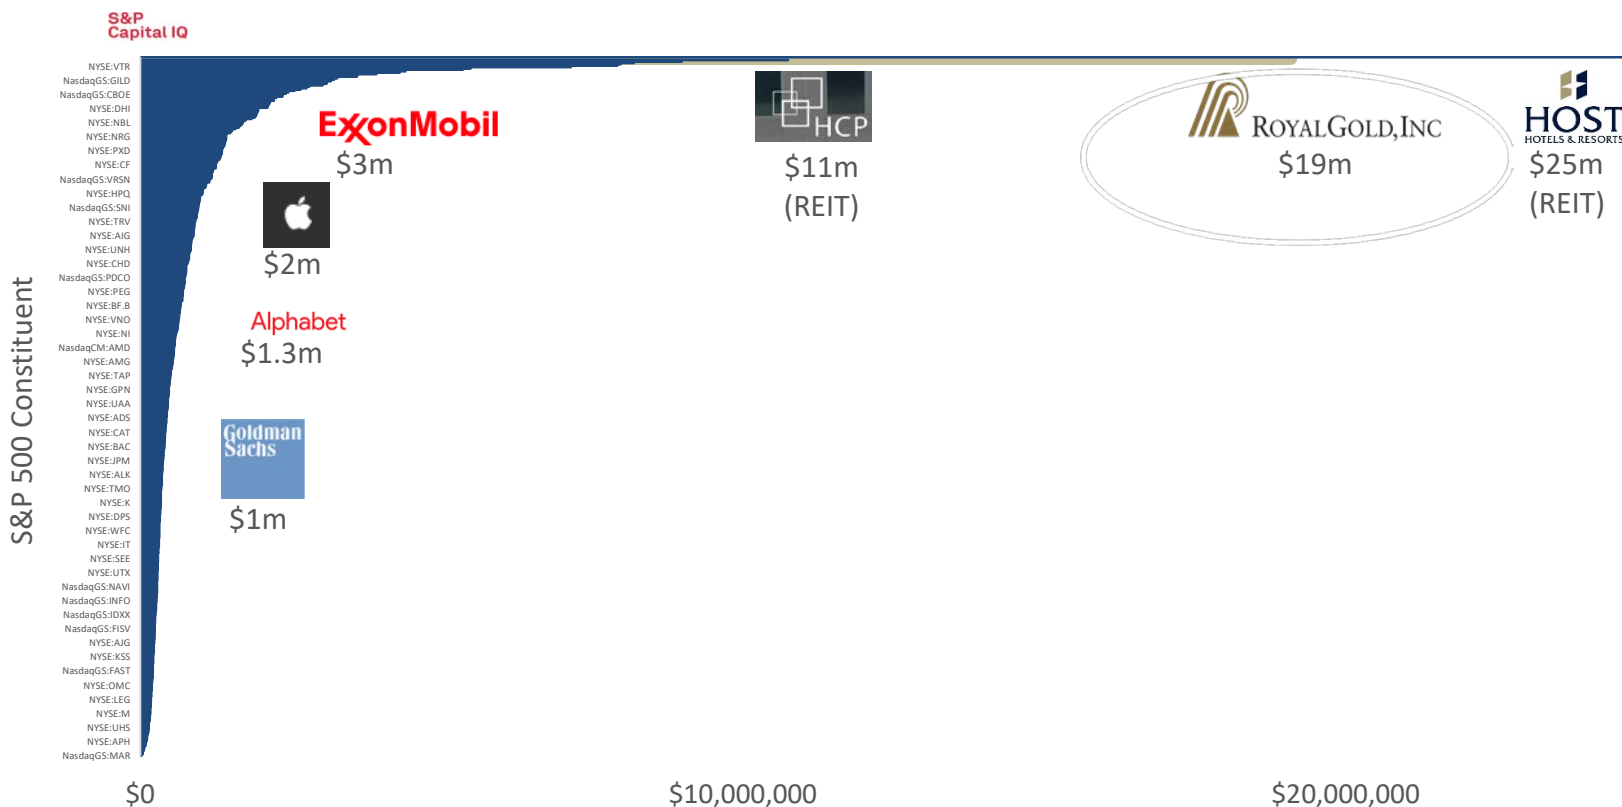 S&P
Capital IQ
NYSE:VTR
NasdaqGS:GILD
NasdaqGS:CBOE
NYSE:DHI
NYSE:NBL
NYSE:NRG
NYSE:PXD
NYSE:CF
NasdaqGS:VRSN
NYSE:HPQ
NasdaqGS:SNI
NYSE:TRV
NYSE:AIG
NYSE:UNH
NYSE:CHD
NasdaqGS:PDCO
NYSE:PEG
NYSE:BF.B
NYSE:VNO
NYSE:NI
NasdaqCM:AMD
NYSE:AMG
NYSE:TAP
NYSE:GPN
NYSE:UAA
NYSE:ADS
NYSE:CAT
NYSE:BAC
NYSE:JPM
NYSE:ALK
NYSE:TMO
NYSE:K
NYSE:DPS
NYSE:WFC
NYSE:IT
NYSE:SEE
NYSE:UTX
NasdaqGS:NAVI
NasdaqGS:INFO
NasdaqGS:IDXX
NasdaqGS:FISV
NYSE:AJG
NYSE:KSS
NasdaqGS:FAST
NYSE:OMC
NYSE:LEG
NYSE:M
NYSE:UHS
NYSE:APH
NasdaqGS:MAR
S&P 500 Constituent
ExxonMobil
$3m
$2m
Alphabet
$1.3m
Goldman
Sachs
$1m
HCP
$11m
(REIT)
ROYAL GOLD, INC
$19m
HOST
HOTELS & RESORTS
$25m
(REIT)
$0
$10,000,000
$20,000,000